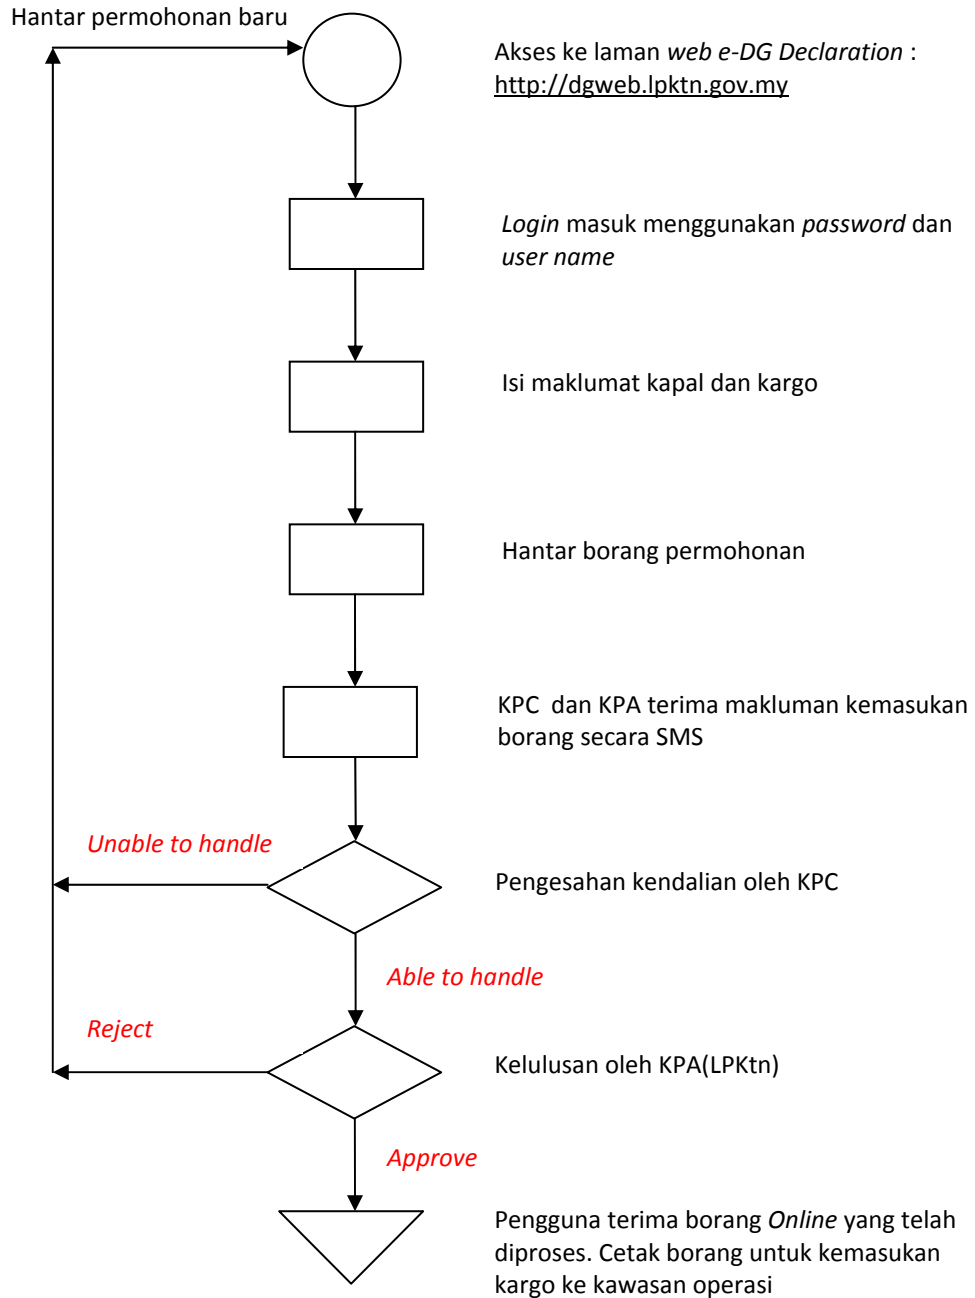 Hantar permohonan baru
Akses ke laman web e-DG Declaration :
http://dgweb.lpktn.gov.my
Login masuk menggunakan password dan
user name
Isi maklumat kapal dan kargo
Hantar borang permohonan
KPC  dan KPA terima makluman kemasukan
borang secara SMS
Unable to handle
Pengesahan kendalian oleh KPC
Able to handle
Reject
Kelulusan oleh KPA(LPKtn)
Approve
Pengguna terima borang Online yang telah
diproses. Cetak borang untuk kemasukan
kargo ke kawasan operasi